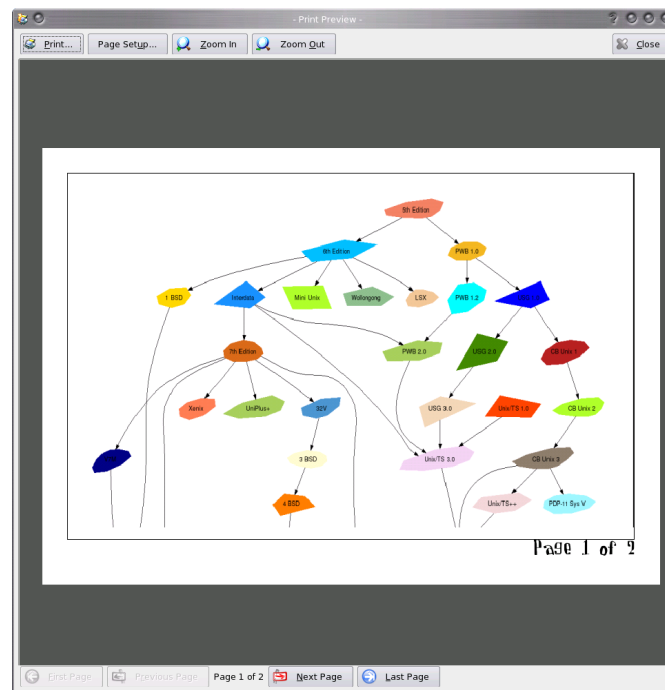 - Print Preview -
Print... Page Setup... Zoom In Zoom Out Close
5th Edition
6th Edition PWB 1.0
1 BSD Interdata Mini Unix Wollongong LSX PWB 1.2
7th Edition PWB 2.0 USG 2.0 CB Unix 1
Xenix UniPlus+ 32V USG 3.0 Unix/TS 1.0 CB Unix 2
3 BSD Unix/TS 3.0 CB Unix 3
4 BSD Unix/TS++ PDP-11 Sys V
Page 1 of 2
First Page Previous Page Page 1 of 2 Next Page Last Page